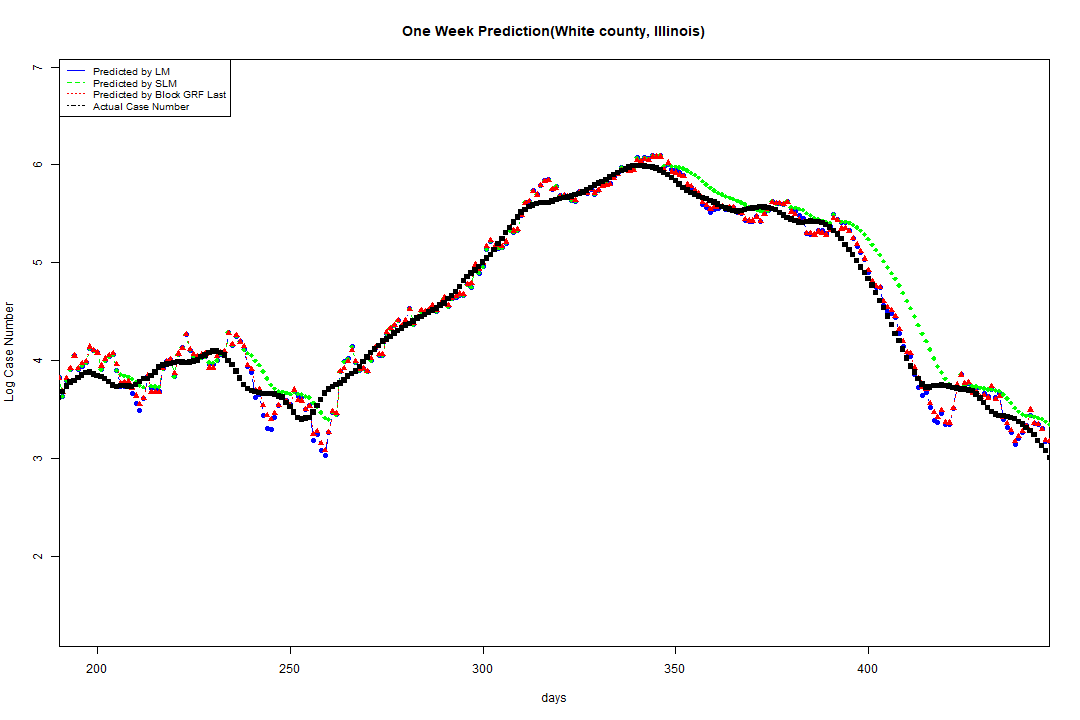 One Week Prediction(White county, Illinois)
Predicted by LM
Predicted by SLM
Predicted by Block GRF Last
Actual Case Number
Log Case Number
7
6
5
4
3
2
200
250
300
350
400
days